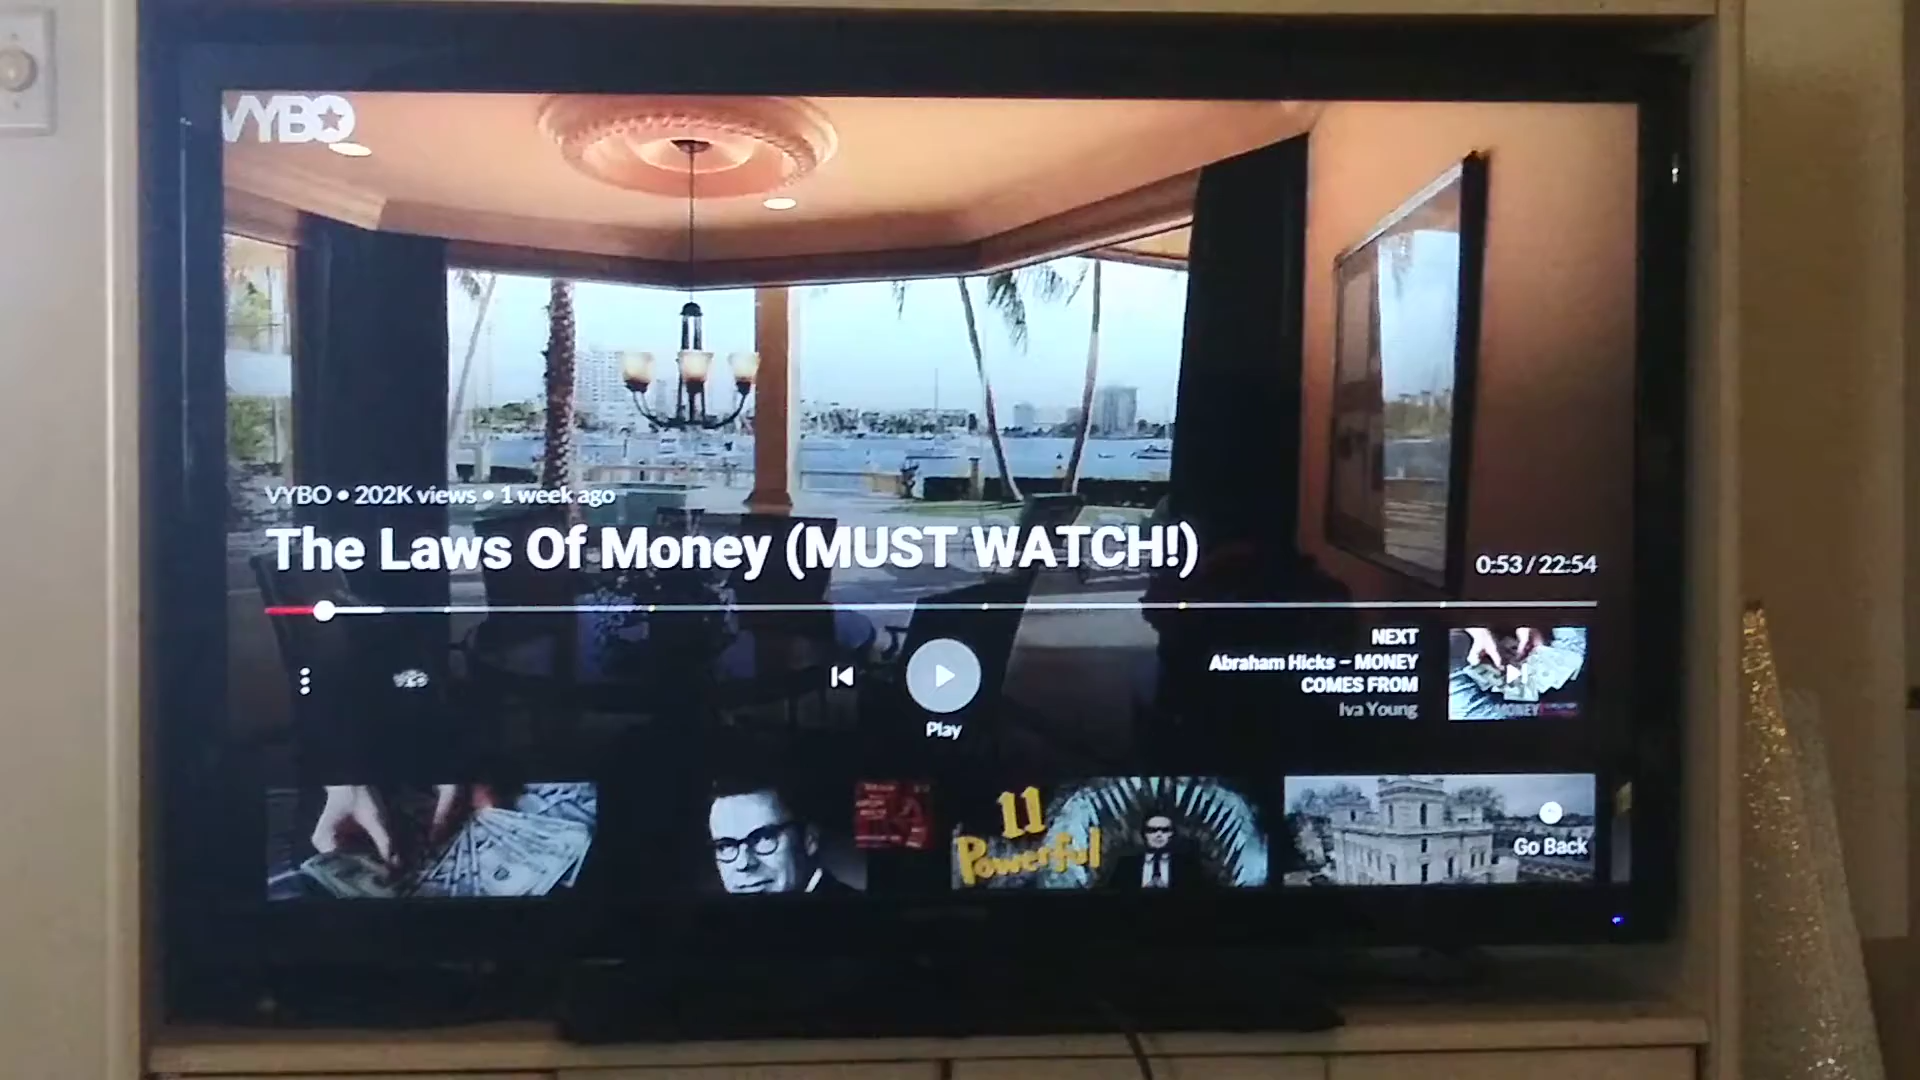 VYBO
VYBO • 202K views • 1 week ago
The Laws Of Money (MUST WATCH!)
0:53 / 22:54
NEXT
Abraham Hicks – MONEY
COMES FROM
Iva Young
MONEY
Play
11
Powerful
Go Back